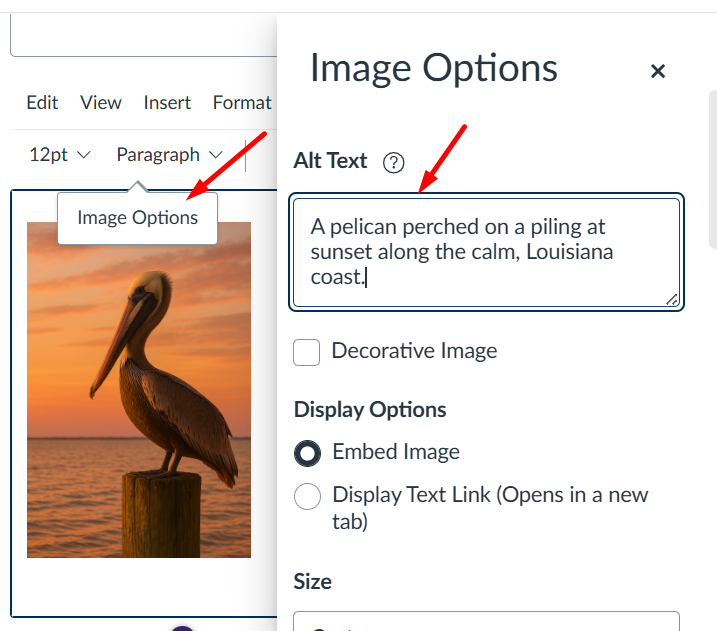 Edit View Insert Format
12pt Paragraph
Image Options
Image Options
Alt Text ?
A pelican perched on a piling at
sunset along the calm, Louisiana
coast.
Decorative Image
Display Options
Embed Image
Display Text Link (Opens in a new
tab)
Size